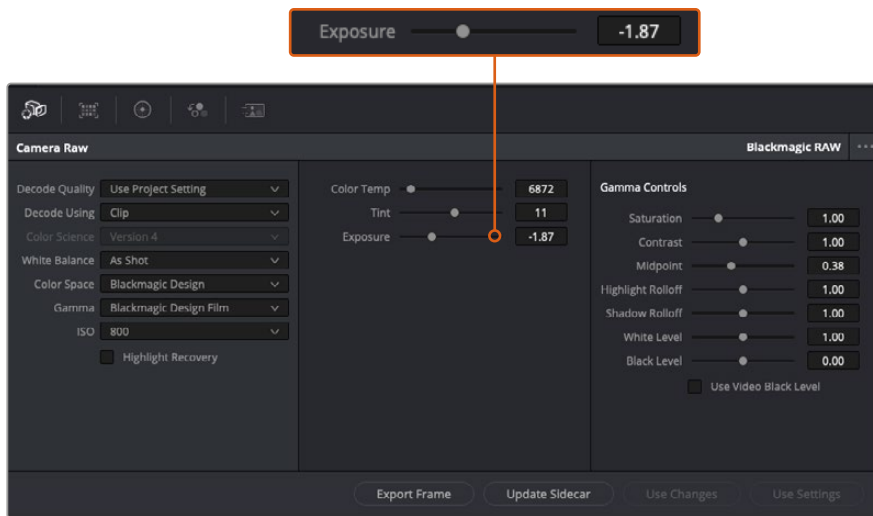 Exposure -1.87
Camera Raw
Blackmagic RAW
Decode Quality Use Project Setting
Decode Using Clip
Color Science Version 4
White Balance As Shot
Color Space Blackmagic Design
Gamma Blackmagic Design Film
ISO 800
Highlight Recovery
Color Temp 6872
Tint 11
Exposure -1.87
Gamma Controls
Saturation 1.00
Contrast 1.00
Midpoint 0.38
Highlight Rolloff 1.00
Shadow Rolloff 1.00
White Level 1.00
Black Level 0.00
Use Video Black Level
Export Frame
Update Sidecar
Use Changes
Use Settings